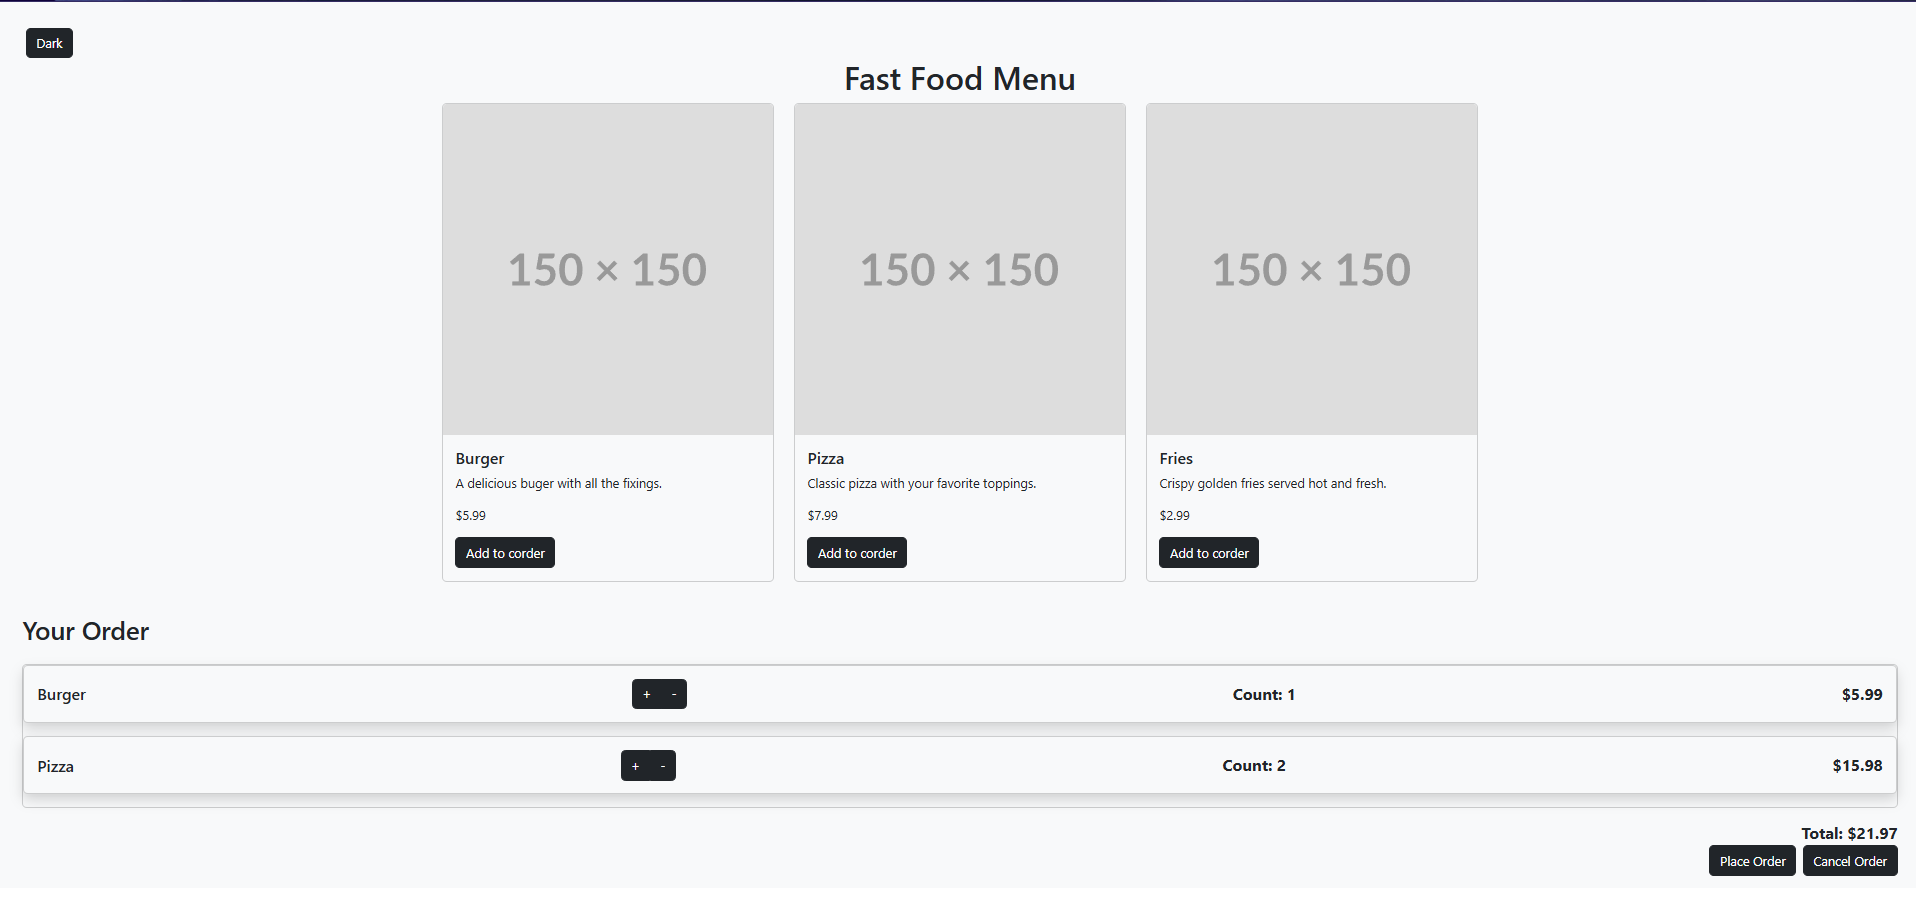 Dark
Fast Food Menu
150 × 150
150 × 150
150 × 150
Burger
A delicious buger with all the fixings.
$5.99
Add to corder
Pizza
Classic pizza with your favorite toppings.
$7.99
Add to corder
Fries
Crispy golden fries served hot and fresh.
$2.99
Add to corder
Your Order
Burger + - Count: 1 $5.99
Pizza + - Count: 2 $15.98
Total: $21.97
Place Order Cancel Order